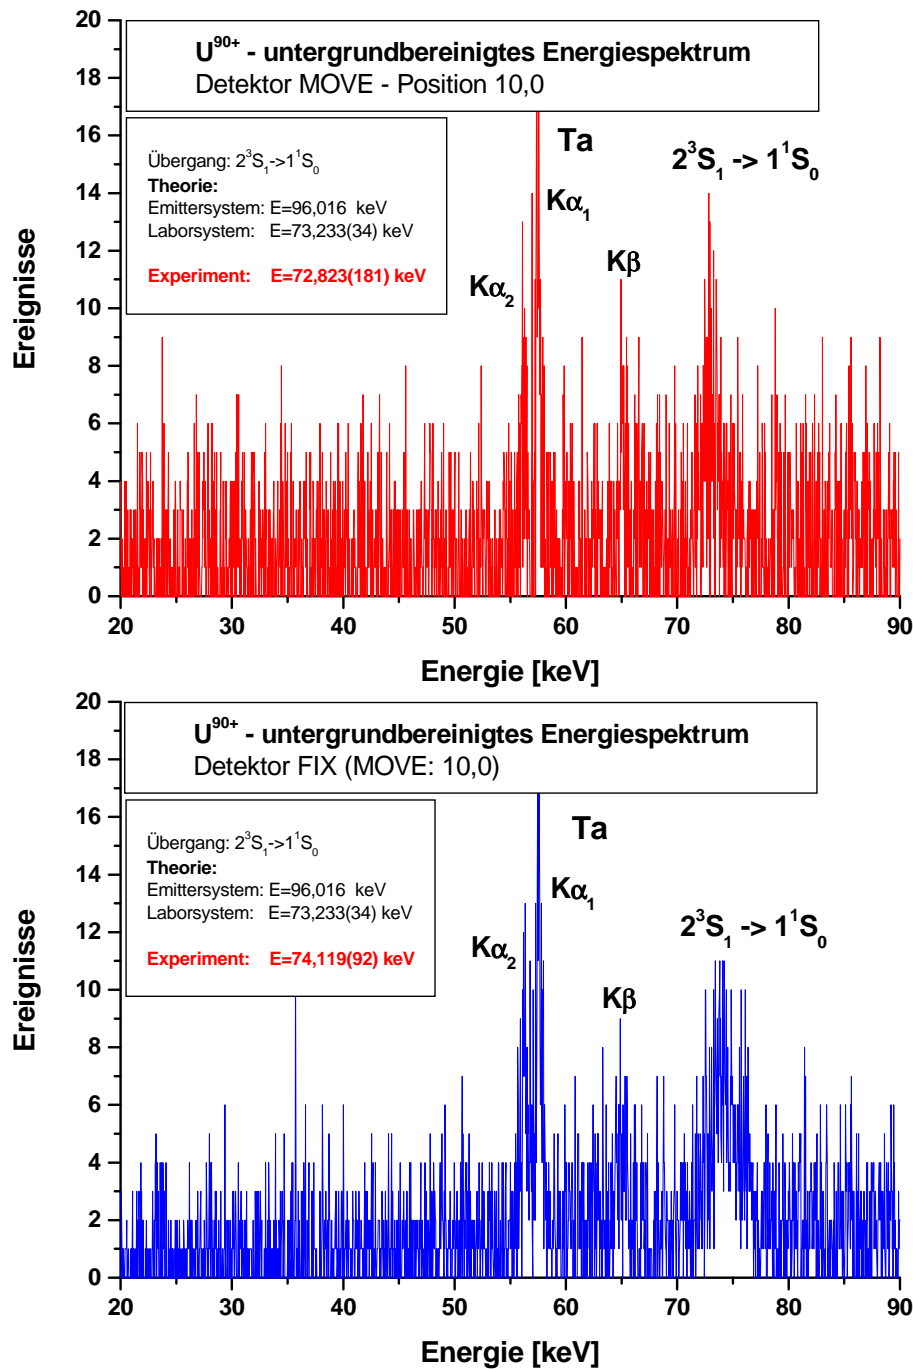 U⁹⁰⁺ - untergrundbereinigtes Energiespektrum
Detektor MOVE - Position 10,0
Übergang: 2³S₁->1¹S₀
Theorie:
Emittersystem: E=96,016 keV
Laborsystem: E=73,233(34) keV
Experiment: E=72,823(181) keV
Ta
Kα₁
Kα₂
Kβ
2³S₁ -> 1¹S₀
Ereignisse
20
18
16
14
12
10
8
6
4
2
0
20 30 40 50 60 70 80 90
Energie [keV]
U⁹⁰⁺ - untergrundbereinigtes Energiespektrum
Detektor FIX (MOVE: 10,0)
Übergang: 2³S₁->1¹S₀
Theorie:
Emittersystem: E=96,016 keV
Laborsystem: E=73,233(34) keV
Experiment: E=74,119(92) keV
Ta
Kα₁
Kα₂
Kβ
2³S₁ -> 1¹S₀
Ereignisse
20
18
16
14
12
10
8
6
4
2
0
20 30 40 50 60 70 80 90
Energie [keV]